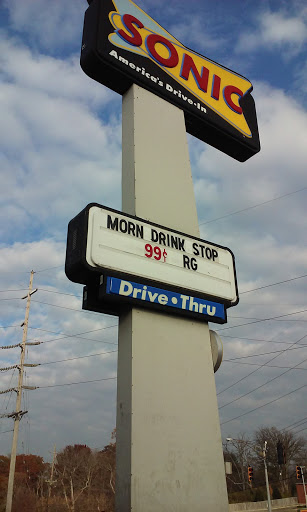 SONIC
America's Drive-In
MORN DRINK STOP
99¢ RG
Drive•Thru